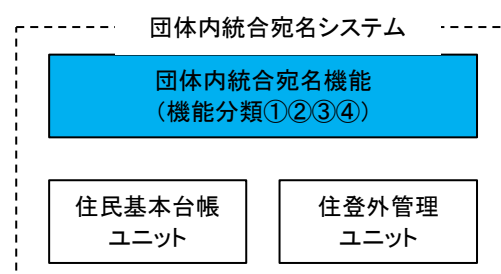 団体内統合宛名システム
団体内統合宛名機能
（機能分類①②③④）
住民基本台帳
ユニット
住登外管理
ユニット